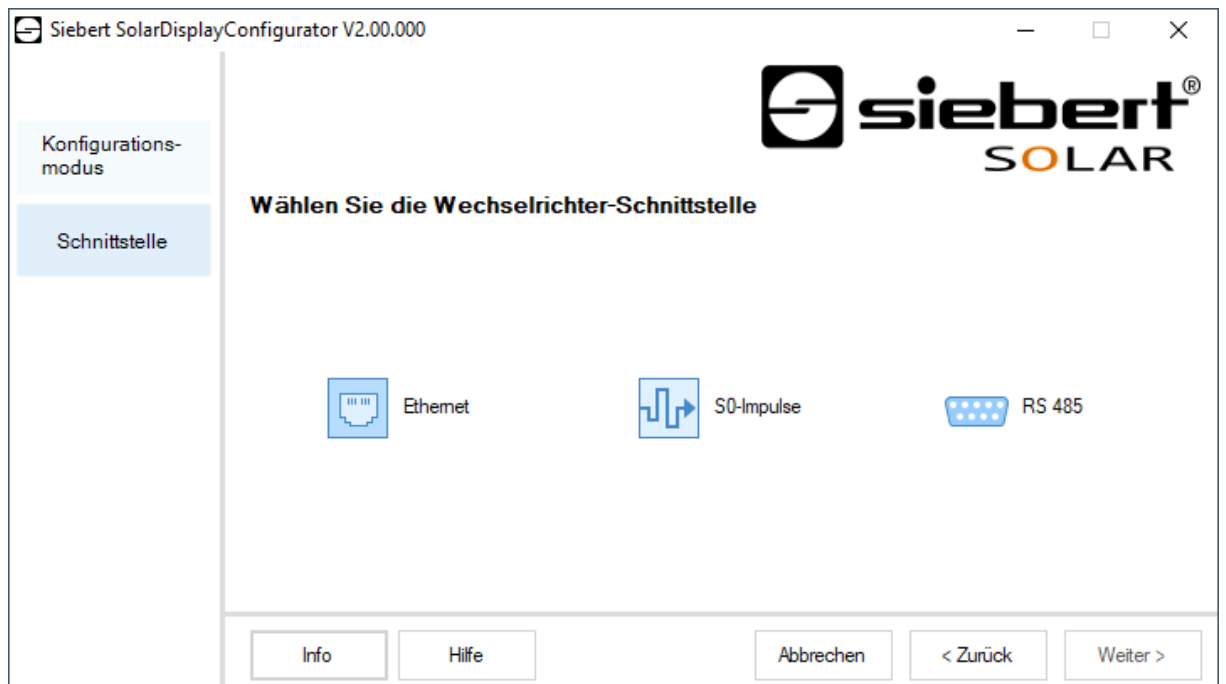 Siebert SolarDisplayConfigurator V2.00.000
siebert®
SOLAR
Konfigurations-
modus
Schnittstelle
Wählen Sie die Wechselrichter-Schnittstelle
Ethernet
S0-Impulse
RS 485
Info
Hilfe
Abbrechen
< Zurück
Weiter >